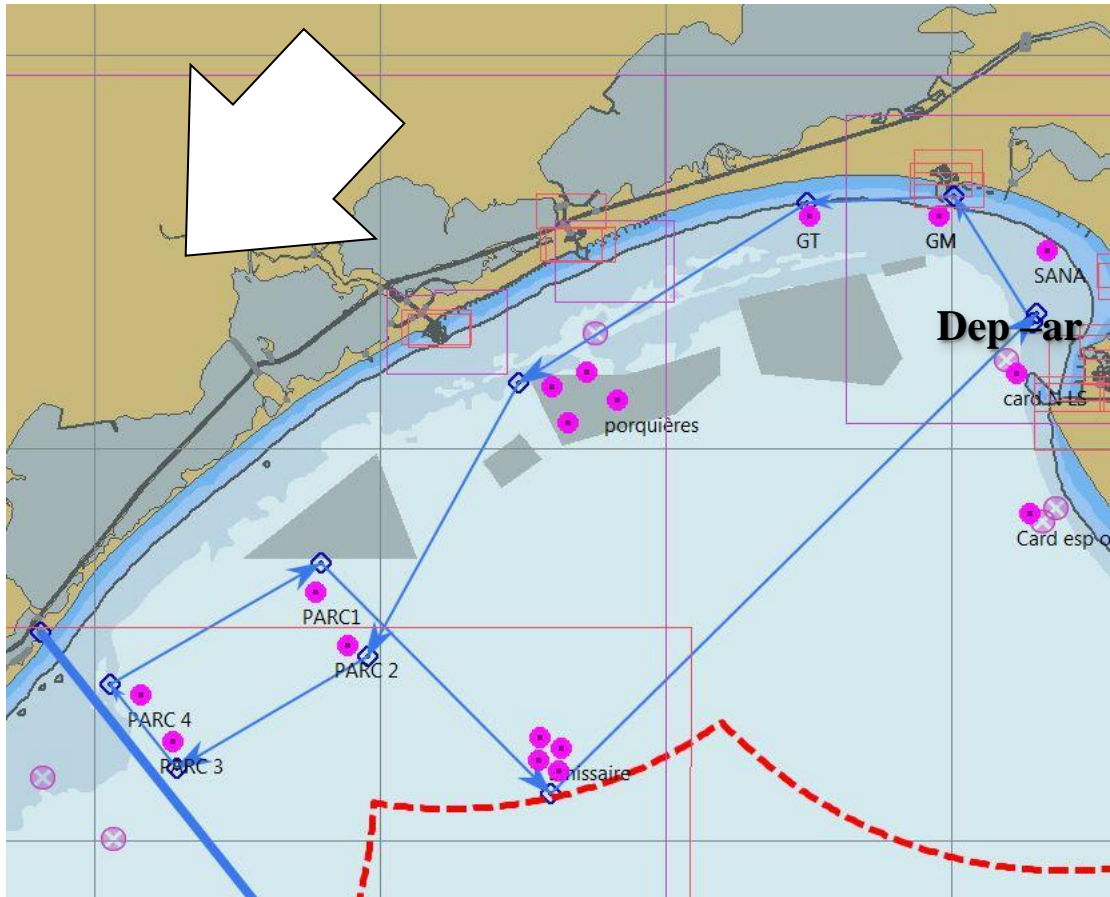 GT
GM
SANA
Dep –ar
card N LS
porquières
Card esp o
PARC1
PARC 2
PARC 4
PARC 3